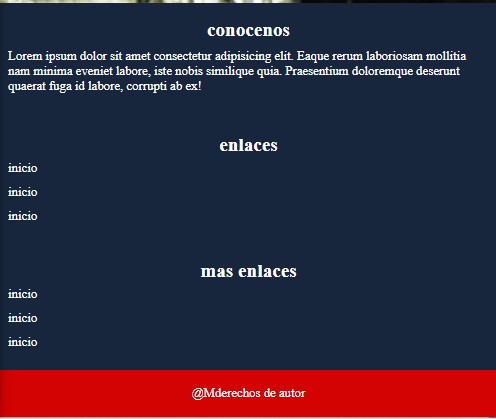 conocenos
Lorem ipsum dolor sit amet consectetur adipisicing elit. Eaque rerum laboriosam mollitia
nam minima eveniet labore, iste nobis similique quia. Praesentium doloremque deserunt
quaerat fuga id labore, corrupti ab ex!
enlaces
inicio
inicio
inicio
mas enlaces
inicio
inicio
inicio
@Mderechos de autor